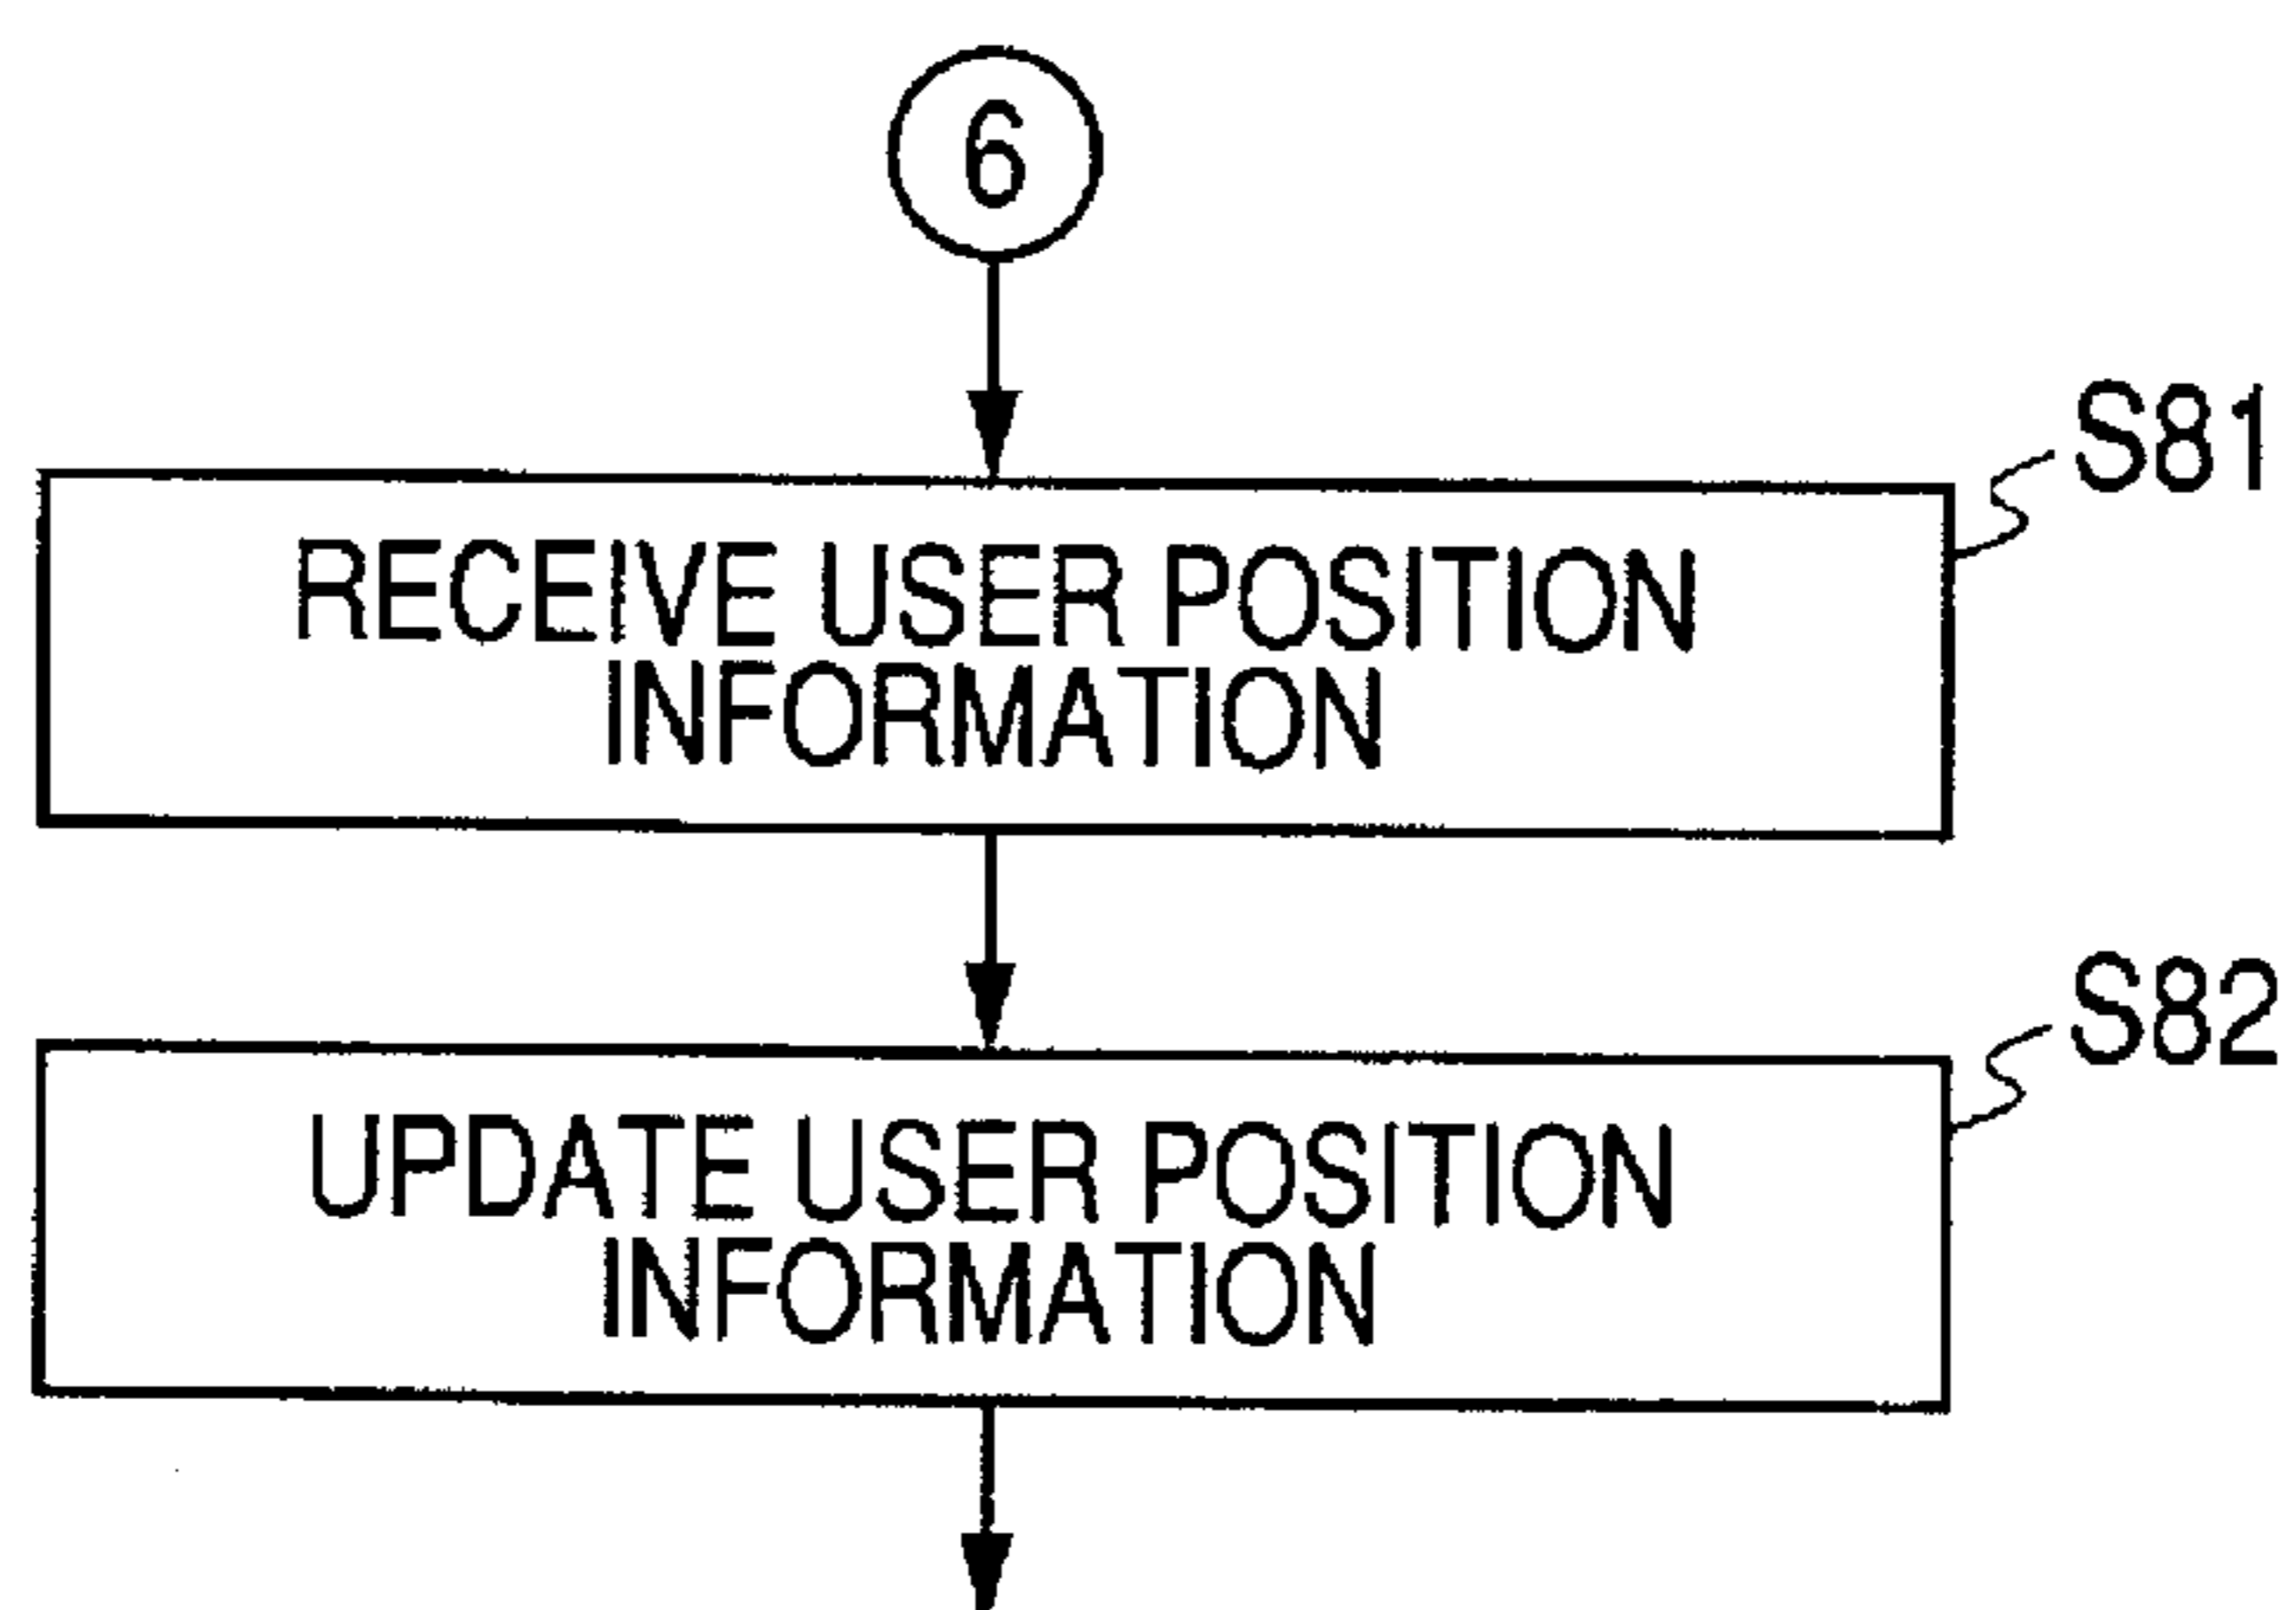 6
S81
RECEIVE USER POSITION
INFORMATION
S82
UPDATE USER POSITION
INFORMATION